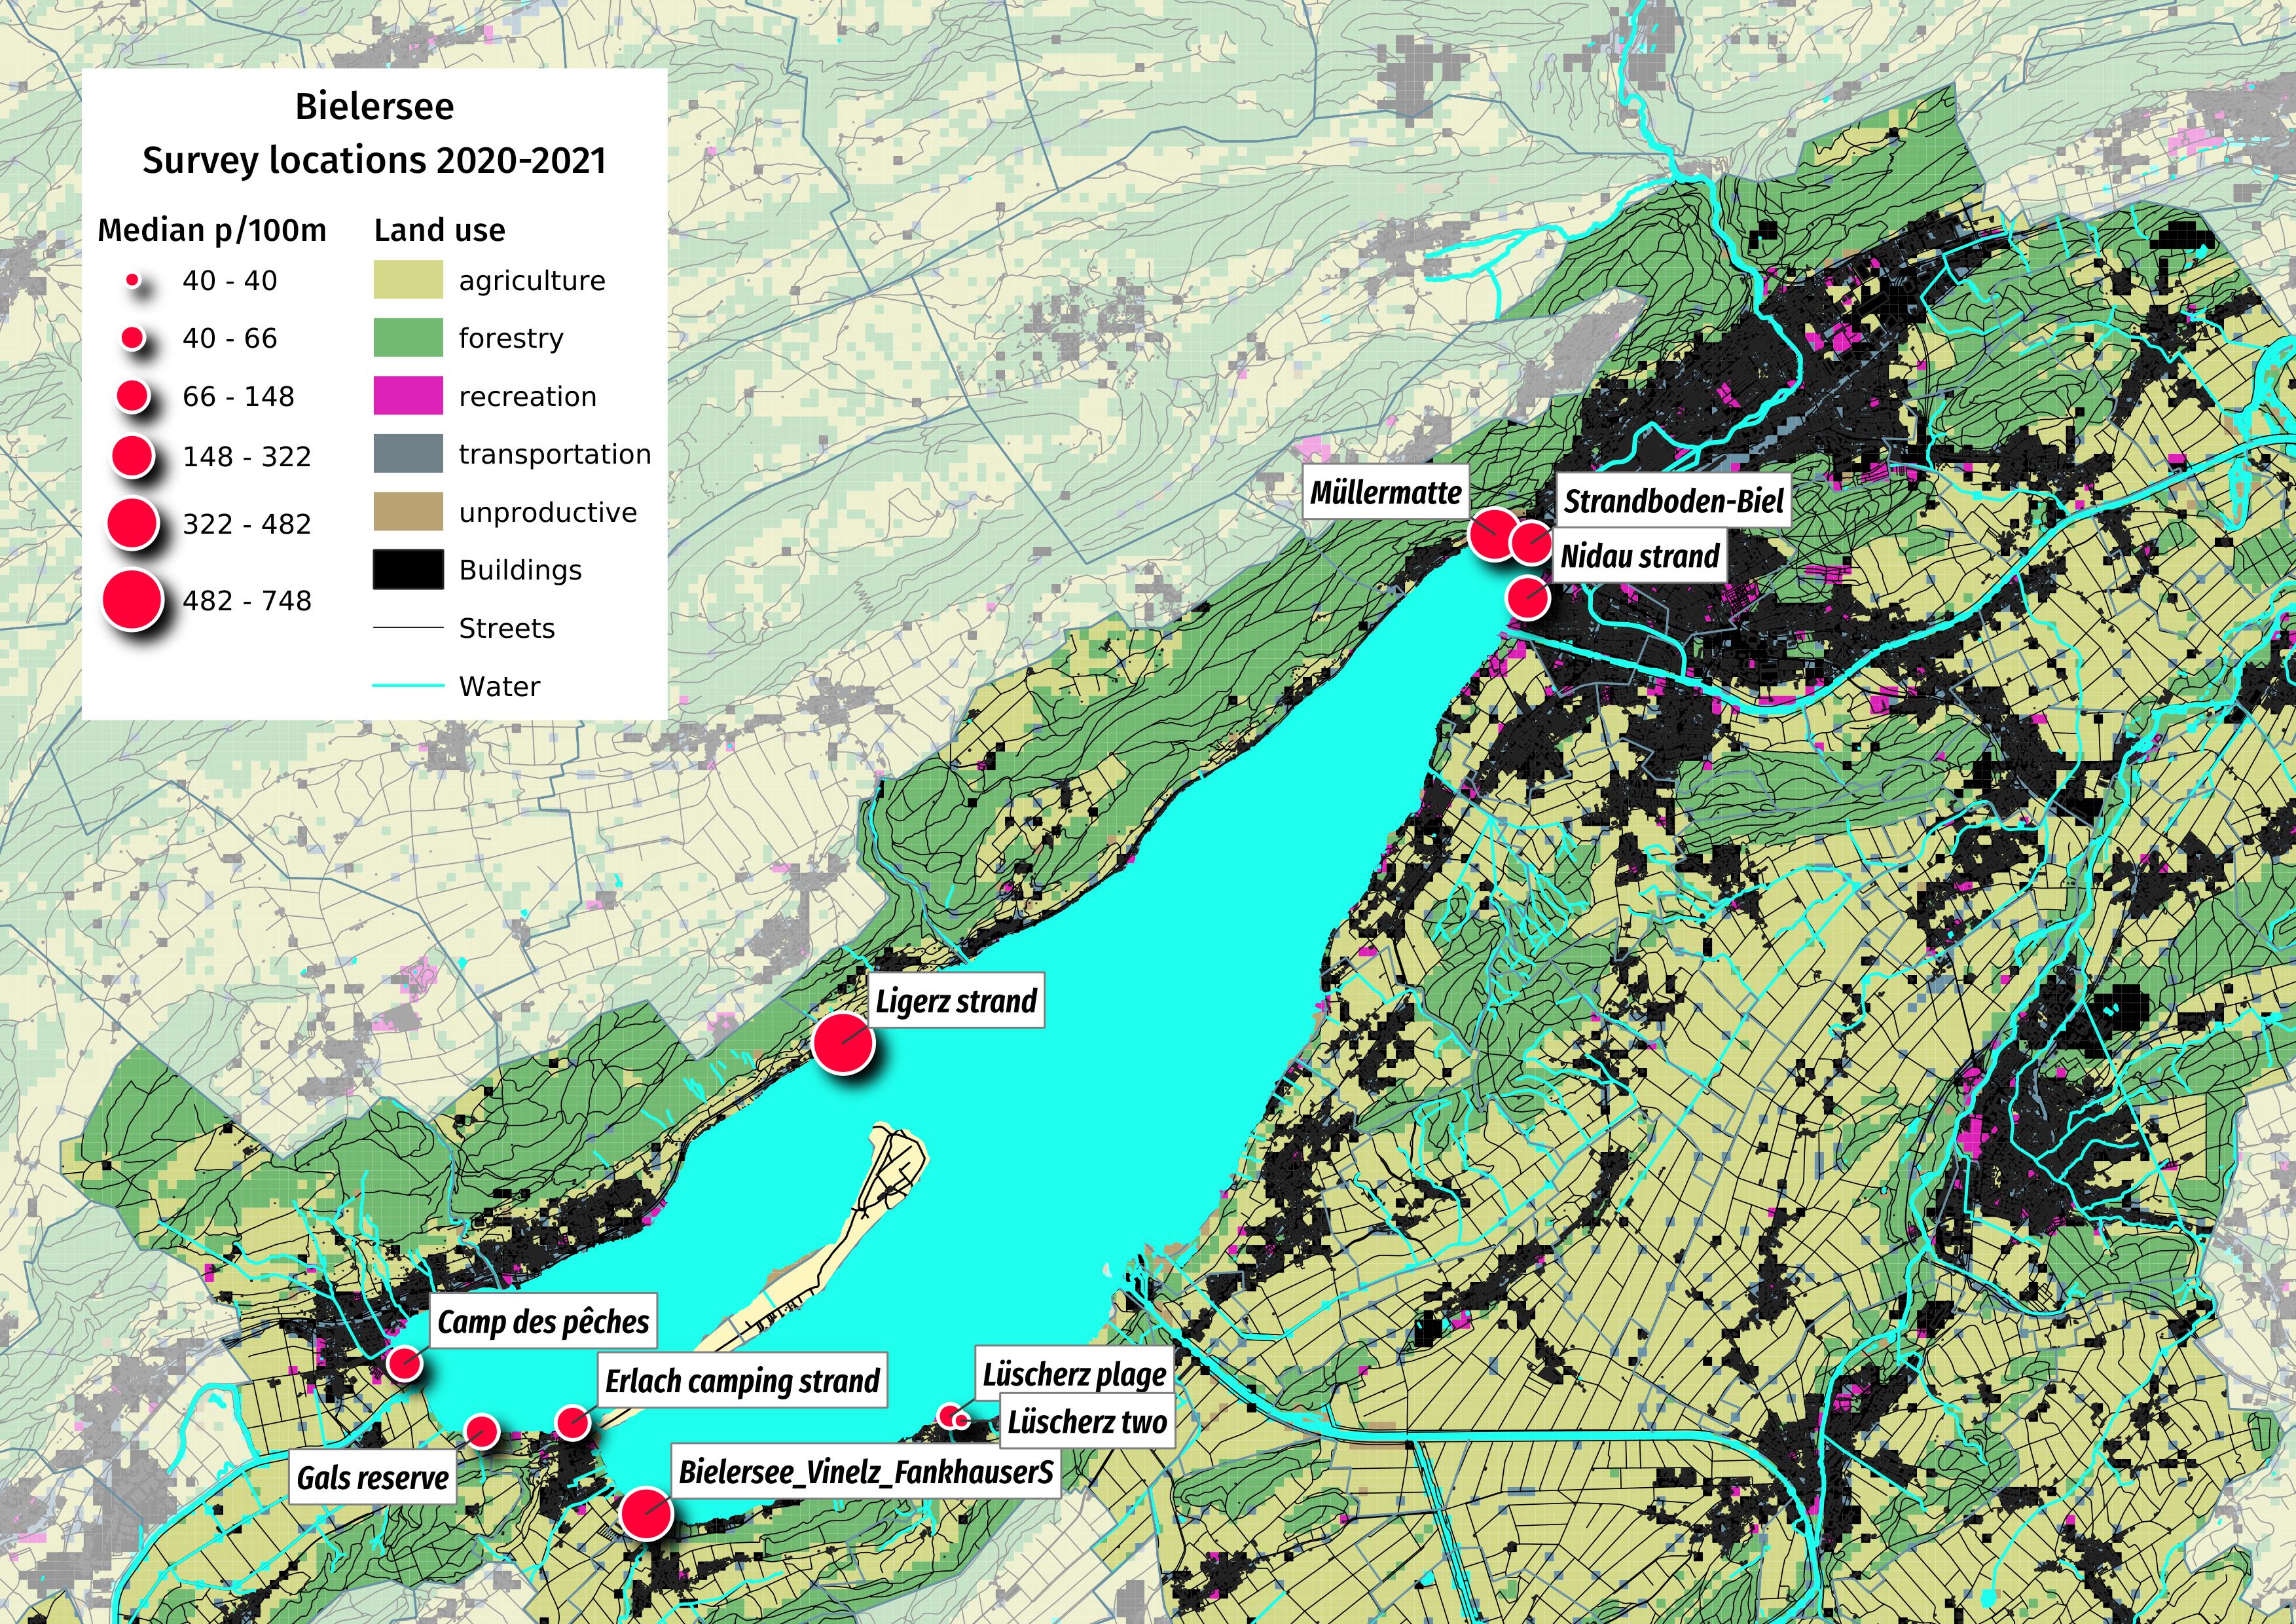 Bielersee
Survey locations 2020-2021
Median p/100m
40 - 40
40 - 66
66 - 148
148 - 322
322 - 482
482 - 748
Land use
agriculture
forestry
recreation
transportation
unproductive
Buildings
Streets
Water
Müllermatte
Strandboden-Biel
Nidau strand
Ligerz strand
Camp des pêches
Erlach camping strand
Lüscherz plage
Lüscherz two
Gals reserve
Bielersee_Vinelz_FankhauserS